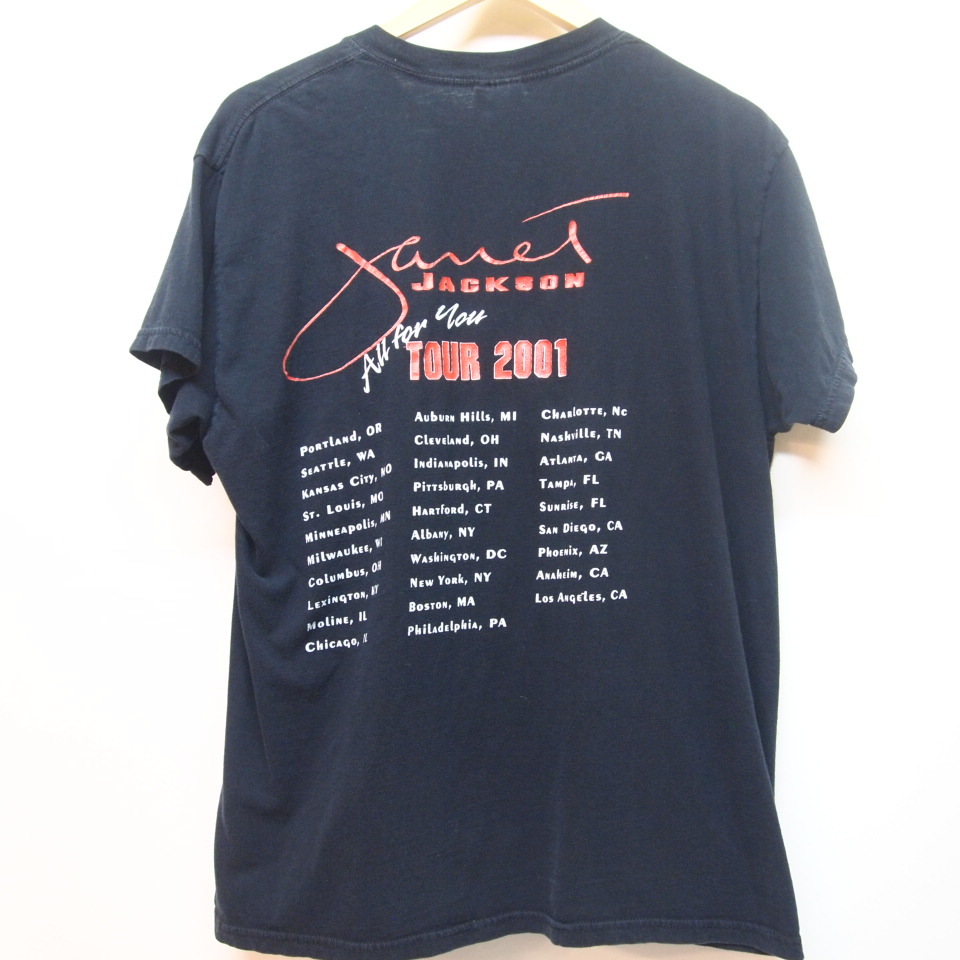 Janet
JACKSON
All for You
TOUR 2001
Portland, OR
Seattle, WA
Kansas City, MO
St. Louis, MO
Minneapolis, MN
Milwaukee, WI
Columbus, OH
Lexington, KY
Moline, IL
Chicago, IL
Auburn Hills, MI
Cleveland, OH
Indianapolis, IN
Pittsburgh, PA
Hartford, CT
Albany, NY
Washington, DC
New York, NY
Boston, MA
Philadelphia, PA
Charlotte, Nc
Nashville, TN
Atlanta, GA
Tampa, FL
Sunrise, FL
San Diego, CA
Phoenix, AZ
Anaheim, CA
Los Angeles, CA